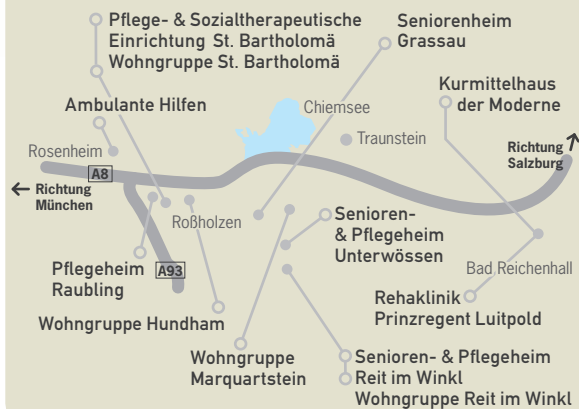 Pflege- & Sozialtherapeutische
Einrichtung St. Bartholomä
Wohngruppe St. Bartholomä
Seniorenheim
Grassau
Kurmittelhaus
der Moderne
Ambulante Hilfen
Chiemsee
Traunstein
Richtung
Salzburg
Rosenheim
A8
Richtung
München
Roßholzen
Senioren-
& Pflegeheim
Unterwössen
Pflegeheim
Raubling
A93
Bad Reichenhall
Rehaklinik
Prinzregent Luitpold
Wohngruppe Hundham
Wohngruppe
Marquartstein
Senioren- & Pflegeheim
Reit im Winkl
Wohngruppe Reit im Winkl